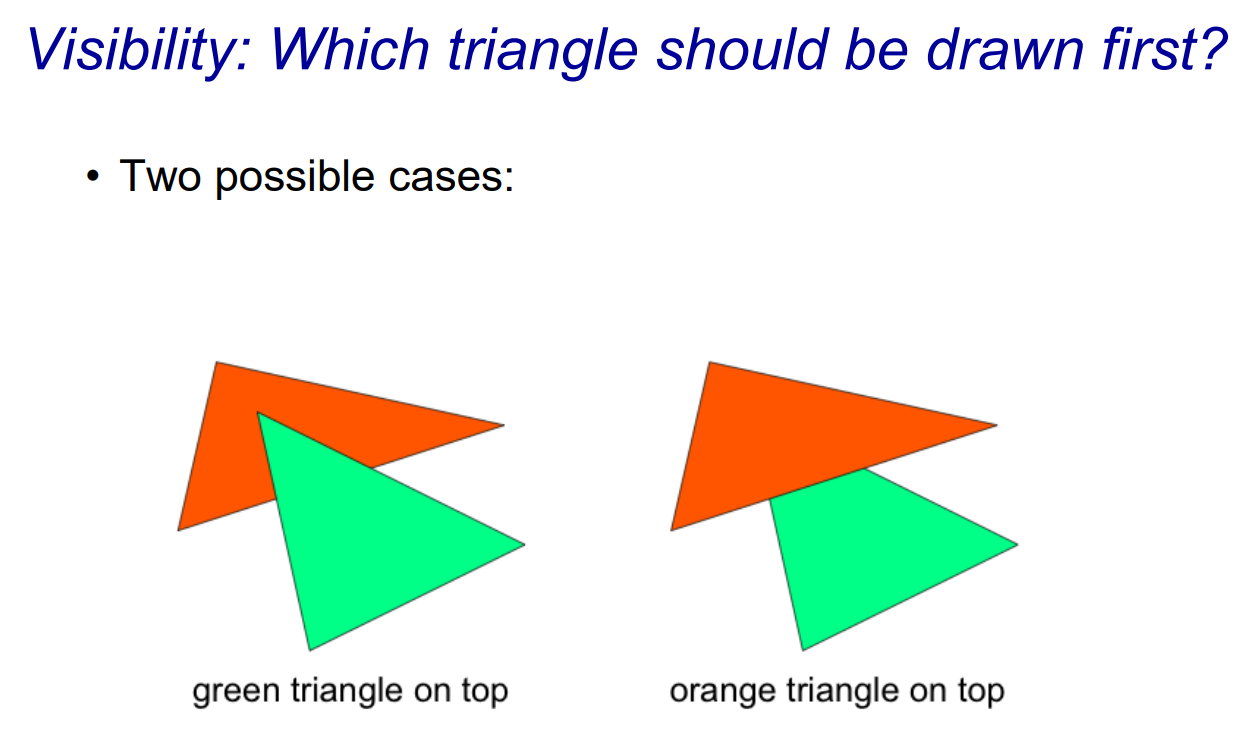 Visibility: Which triangle should be drawn first?
• Two possible cases:
green triangle on top
orange triangle on top